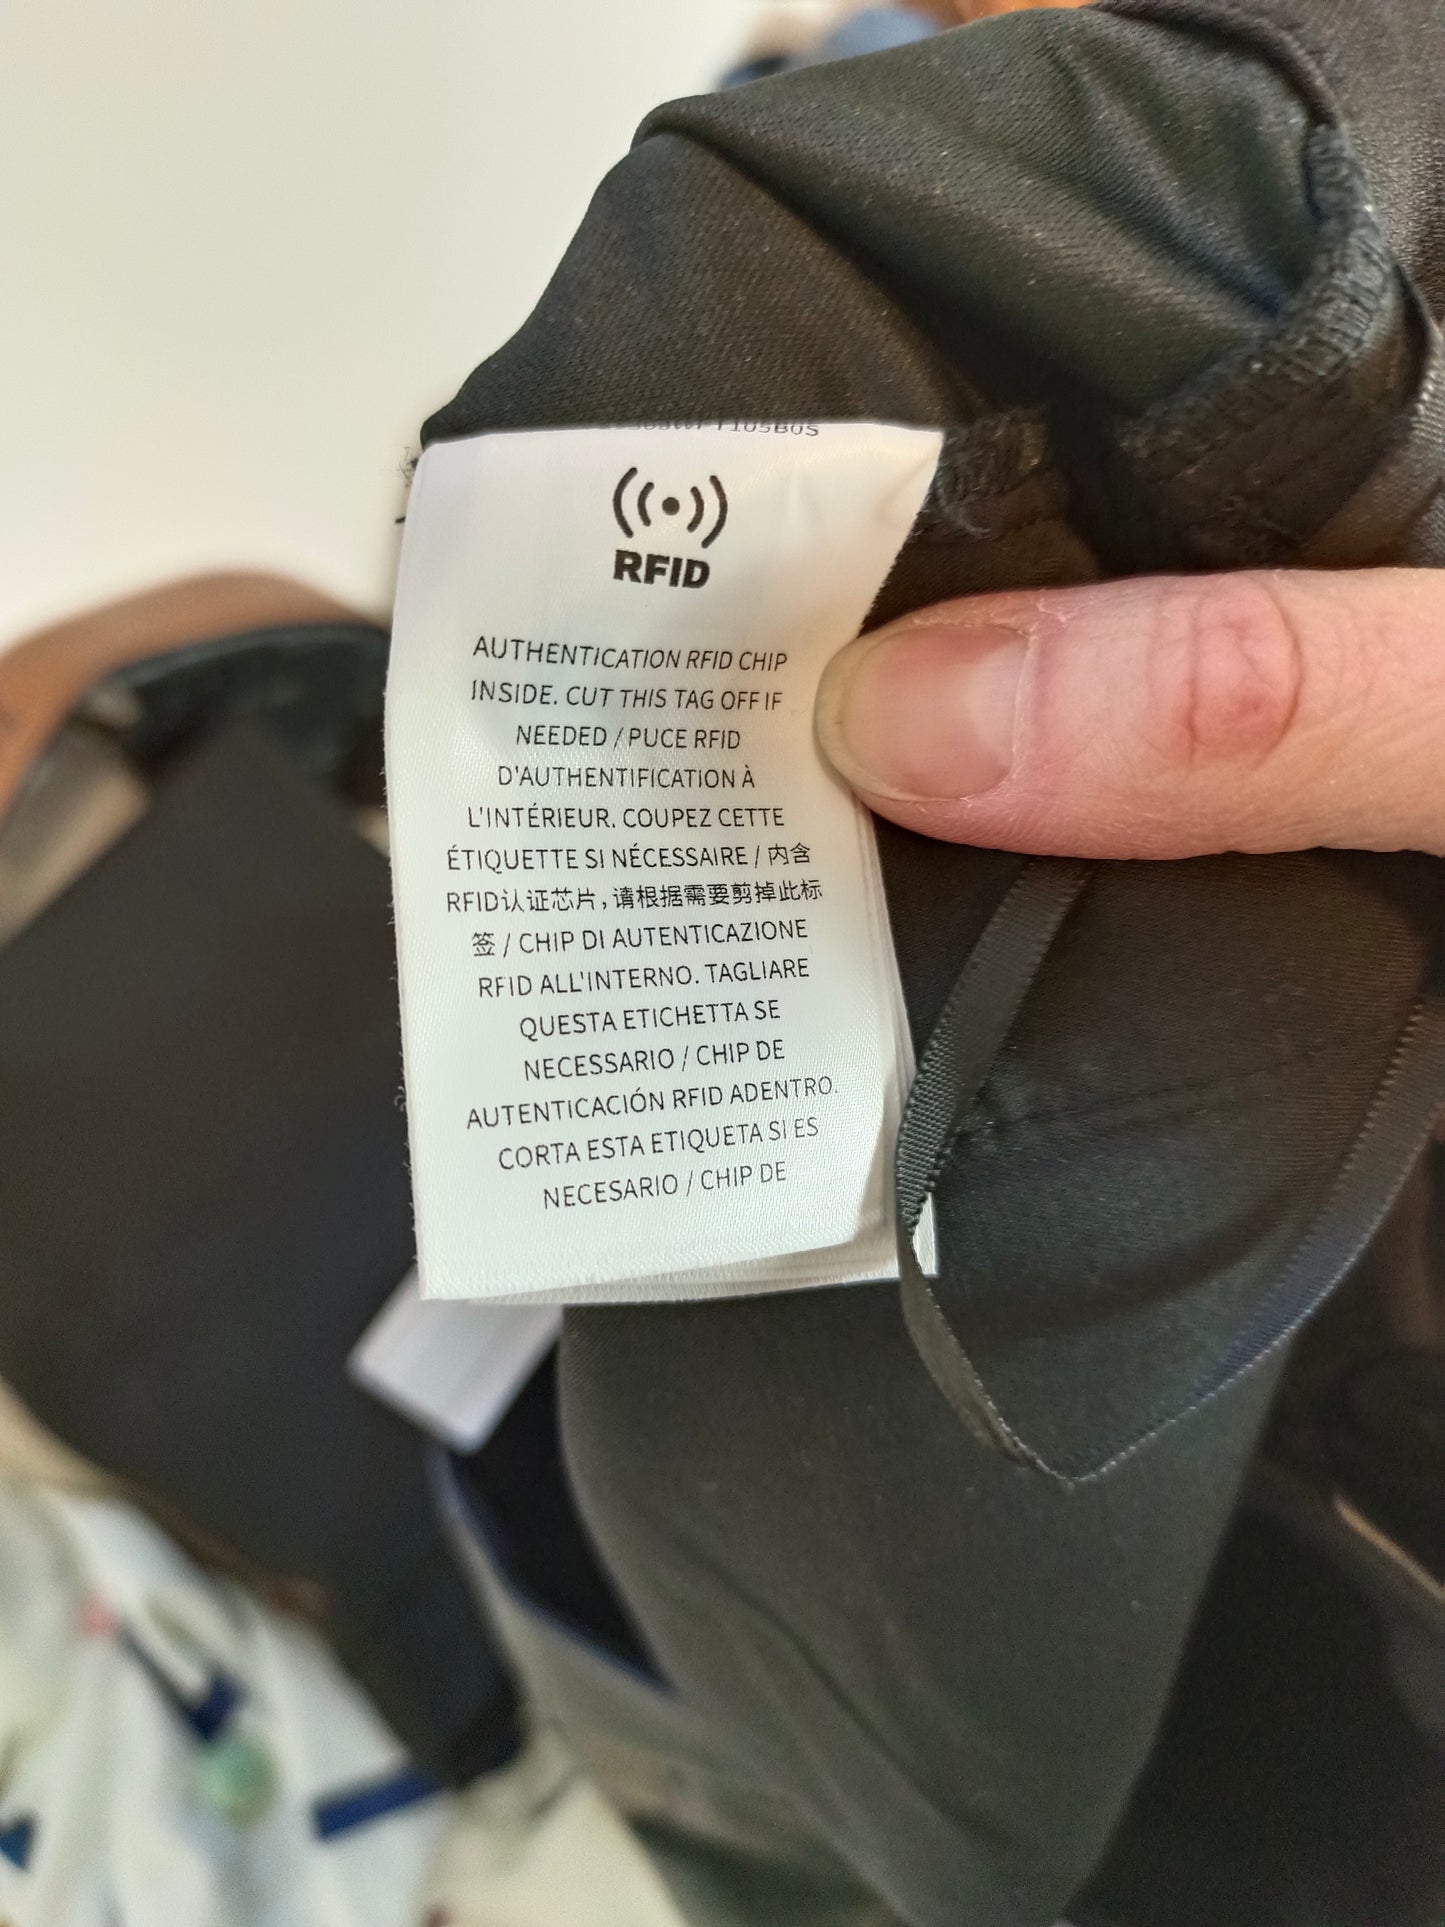 RFID
AUTHENTICATION RFID CHIP
INSIDE. CUT THIS TAG OFF IF
NEEDED / PUCE RFID
D'AUTHENTIFICATION À
L'INTÉRIEUR. COUPEZ CETTE
ÉTIQUETTE SI NÉCESSAIRE / 内含
RFID认证芯片,请根据需要剪掉此标
签 / CHIP DI AUTENTICAZIONE
RFID ALL'INTERNO. TAGLIARE
QUESTA ETICHETTA SE
NECESSARIO / CHIP DE
AUTENTICACIÓN RFID ADENTRO.
CORTA ESTA ETIQUETA SI ES
NECESARIO / CHIP DE